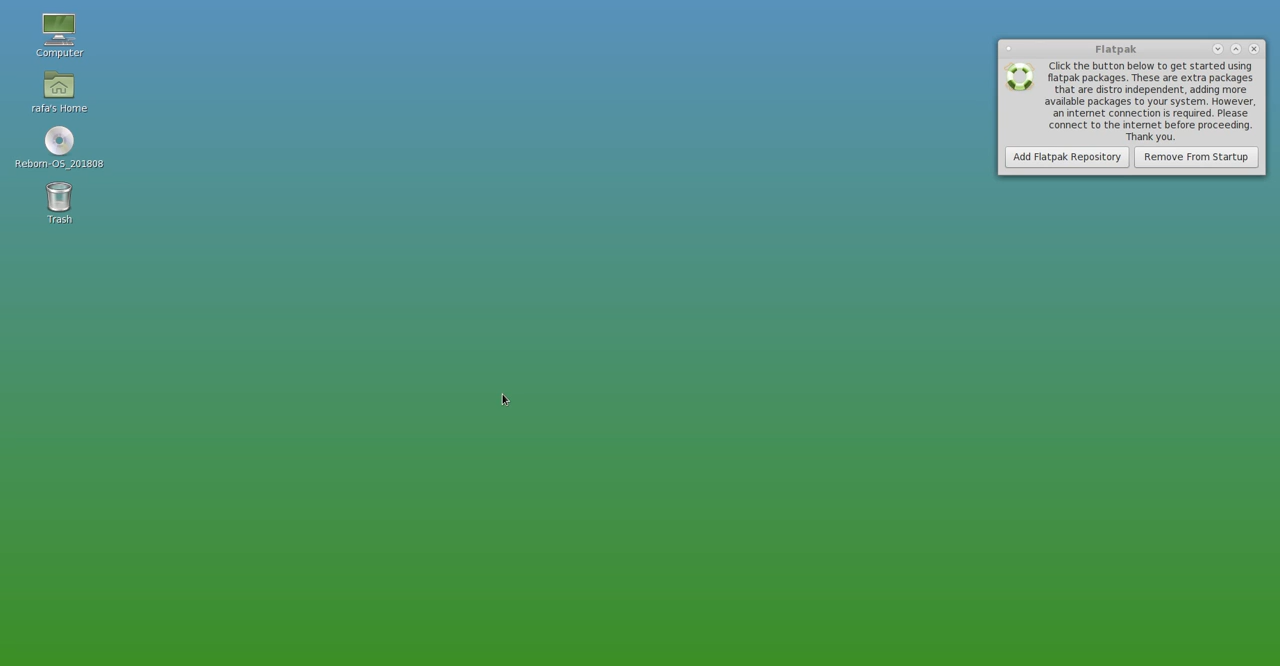 Computer
rafa's Home
Reborn-OS_201808
Trash
Flatpak
Click the button below to get started using
flatpak packages. These are extra packages
that are distro independent, adding more
available packages to your system. However,
an internet connection is required. Please
connect to the internet before proceeding.
Thank you.
Add Flatpak Repository
Remove From Startup